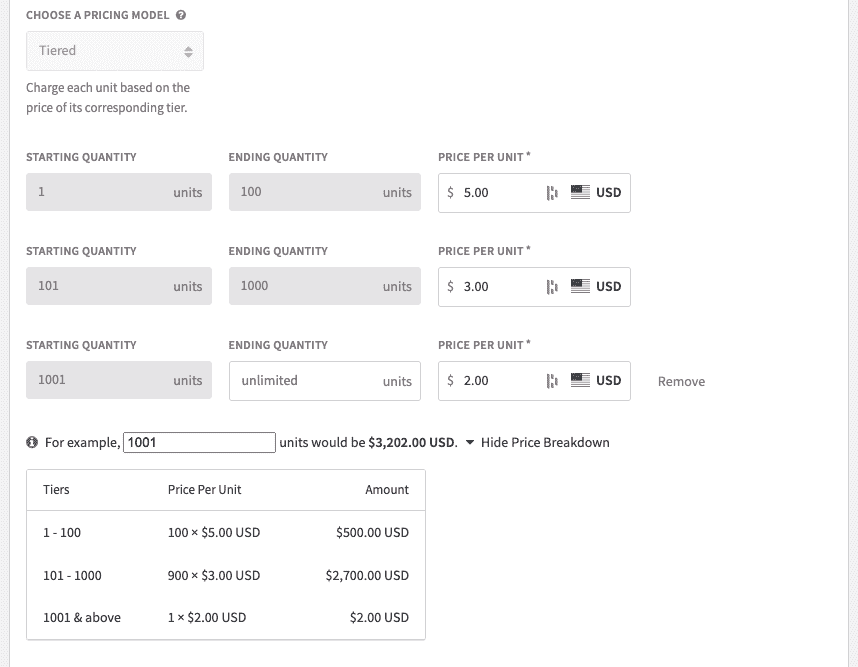 CHOOSE A PRICING MODEL ?
Tiered
Charge each unit based on the
price of its corresponding tier.
STARTING QUANTITY ENDING QUANTITY PRICE PER UNIT *
1 units 100 units $ 5.00 USD
STARTING QUANTITY ENDING QUANTITY PRICE PER UNIT *
101 units 1000 units $ 3.00 USD
STARTING QUANTITY ENDING QUANTITY PRICE PER UNIT *
1001 units unlimited units $ 2.00 USD Remove
i For example, 1001 units would be $3,202.00 USD. Hide Price Breakdown
Tiers Price Per Unit Amount
1 - 100 100 × $5.00 USD $500.00 USD
101 - 1000 900 × $3.00 USD $2,700.00 USD
1001 & above 1 × $2.00 USD $2.00 USD